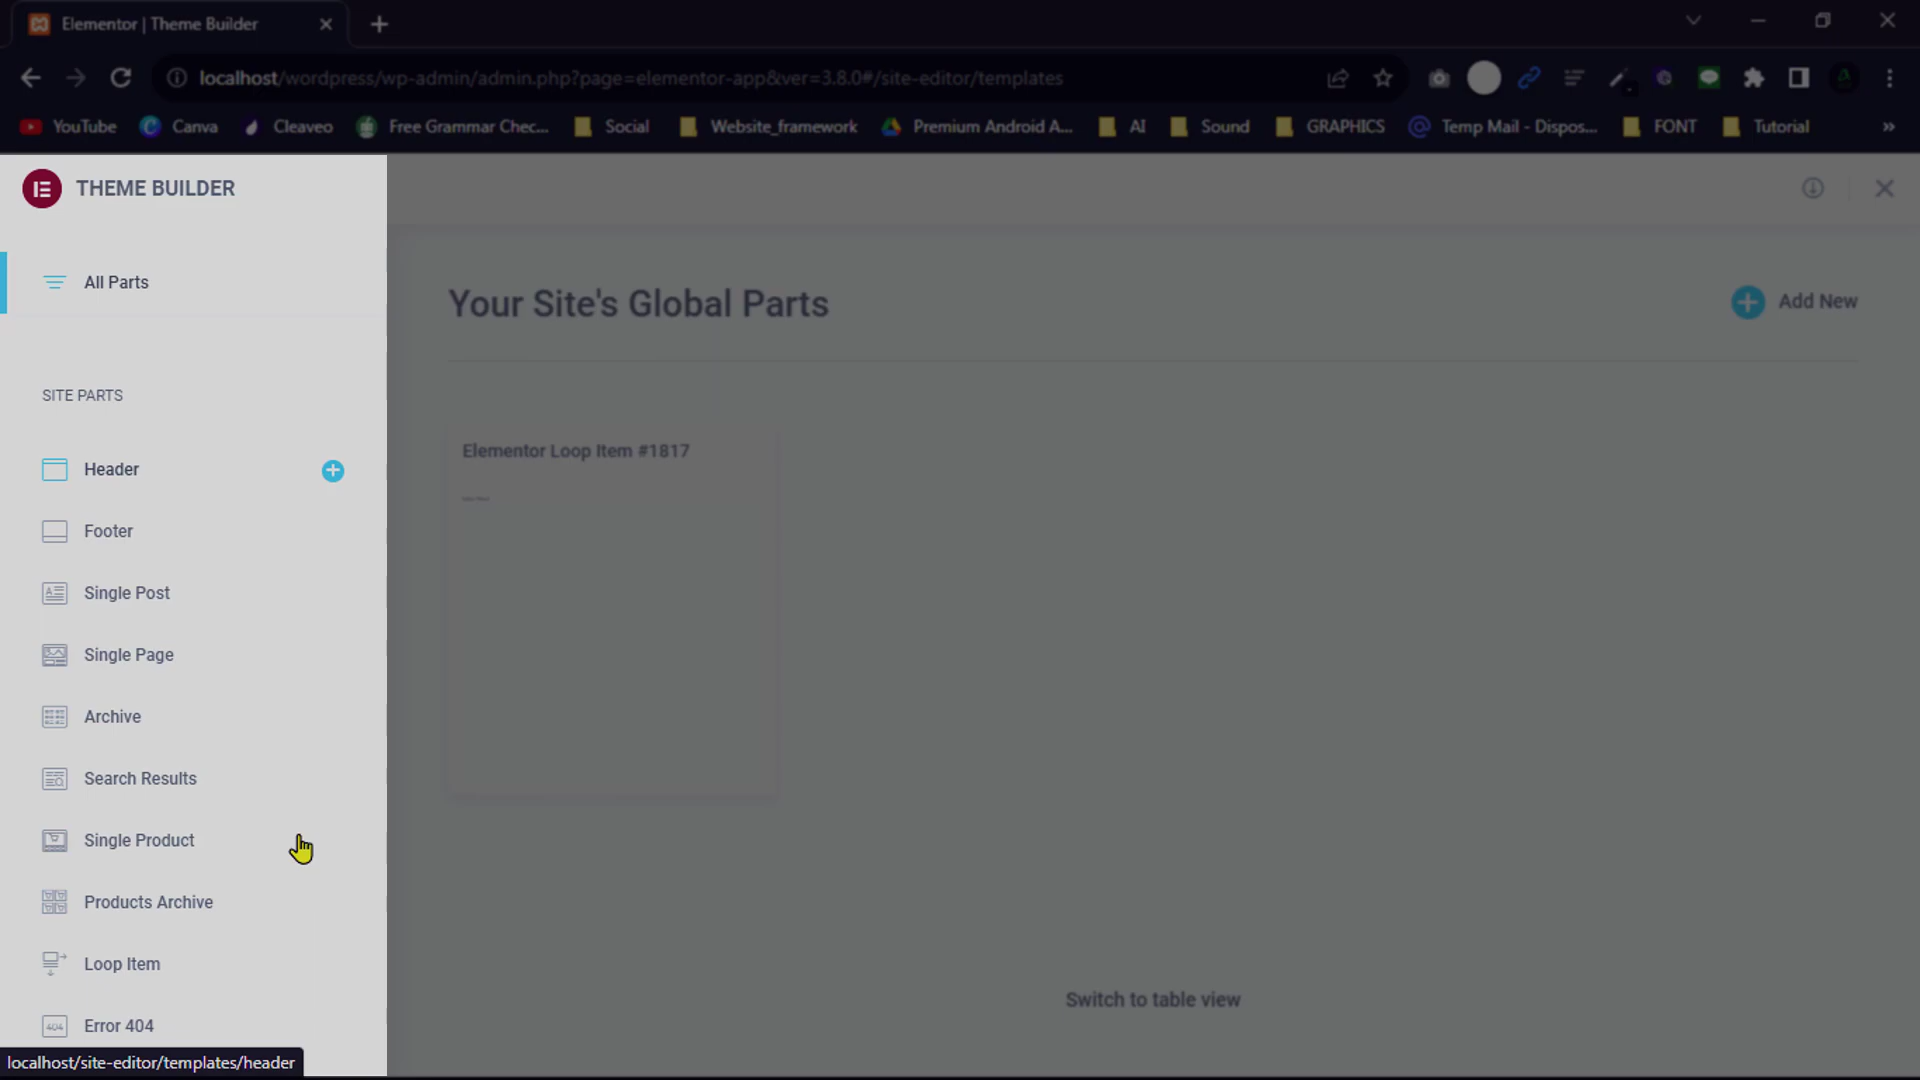 Elementor | Theme Builder
localhost/wordpress/wp-admin/admin.php?page=elementor-app&ver=3.8.0#/site-editor/templates
YouTube Canva Cleaveo Free Grammar Chec... Social Website_framework Premium Android A... AI Sound GRAPHICS Temp Mail - Dispos... FONT Tutorial »
THEME BUILDER
All Parts
SITE PARTS
Header
Footer
Single Post
Single Page
Archive
Search Results
Single Product
Products Archive
Loop Item
404 Error 404
localhost/site-editor/templates/header
Your Site's Global Parts
Add New
Elementor Loop Item #1817
Switch to table view